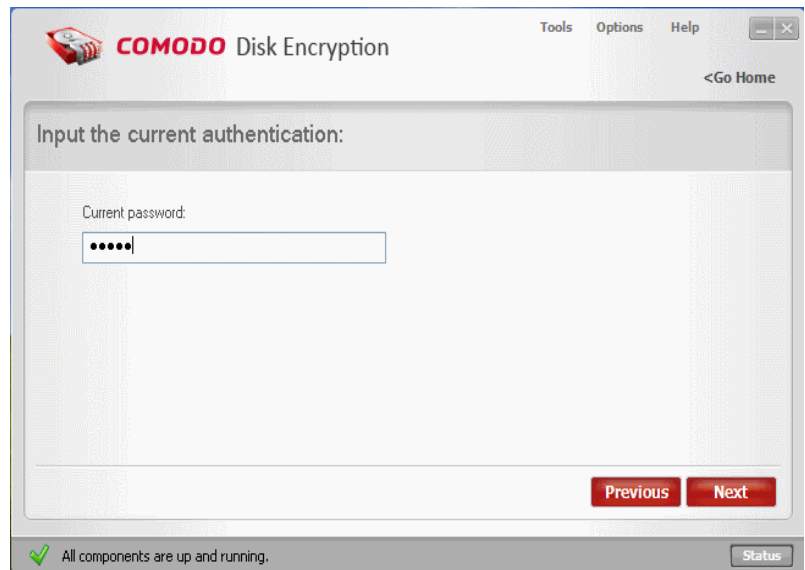 COMODO Disk Encryption
Tools Options Help
<Go Home
Input the current authentication:
Current password:
•••••
Previous Next
All components are up and running.
Status